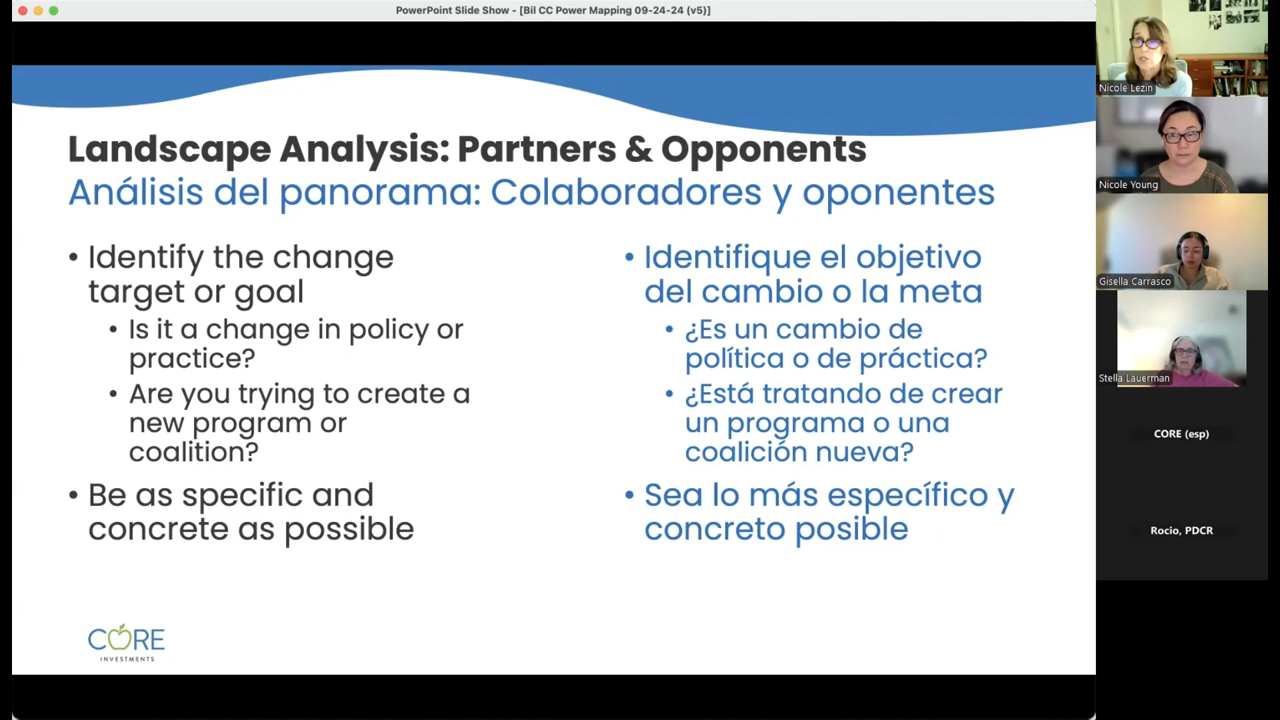 PowerPoint Slide Show - [Bil CC Power Mapping 09-24-24 (v5)]
Landscape Analysis: Partners & Opponents
Análisis del panorama: Colaboradores y oponentes
• Identify the change
target or goal
• Is it a change in policy or
practice?
• Are you trying to create a
new program or
coalition?
• Be as specific and
concrete as possible
• Identifique el objetivo
del cambio o la meta
• ¿Es un cambio de
política o de práctica?
• ¿Está tratando de crear
un programa o una
coalición nueva?
• Sea lo más específico y
concreto posible
CORE
INVESTMENTS
Nicole Lezin
Nicole Young
Gisella Carrasco
Stella Lauerman
CORE (esp)
Rocio, PDCR